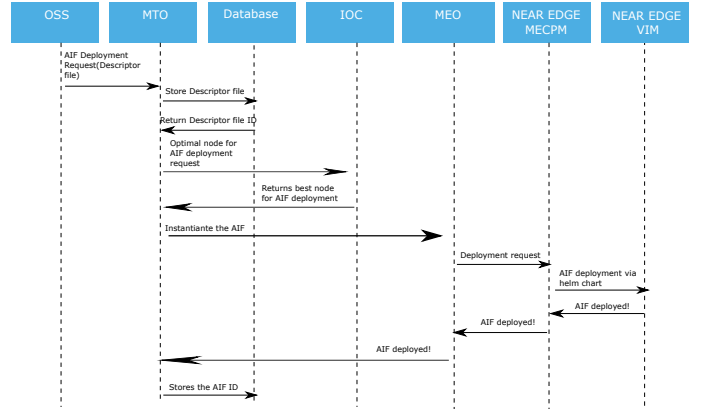 OSS
MTO
Database
IOC
MEO
NEAR EDGE
MECPM
NEAR EDGE
VIM
AIF Deployment
Request(Descriptor
file)
Store Descriptor file
Return Descriptor file ID
Optimal node for
AIF deployment
request
Returns best node
for AIF deployment
Instantiante the AIF
Deployment request
AIF deployment via
helm chart
AIF deployed!
AIF deployed!
AIF deployed!
Stores the AIF ID